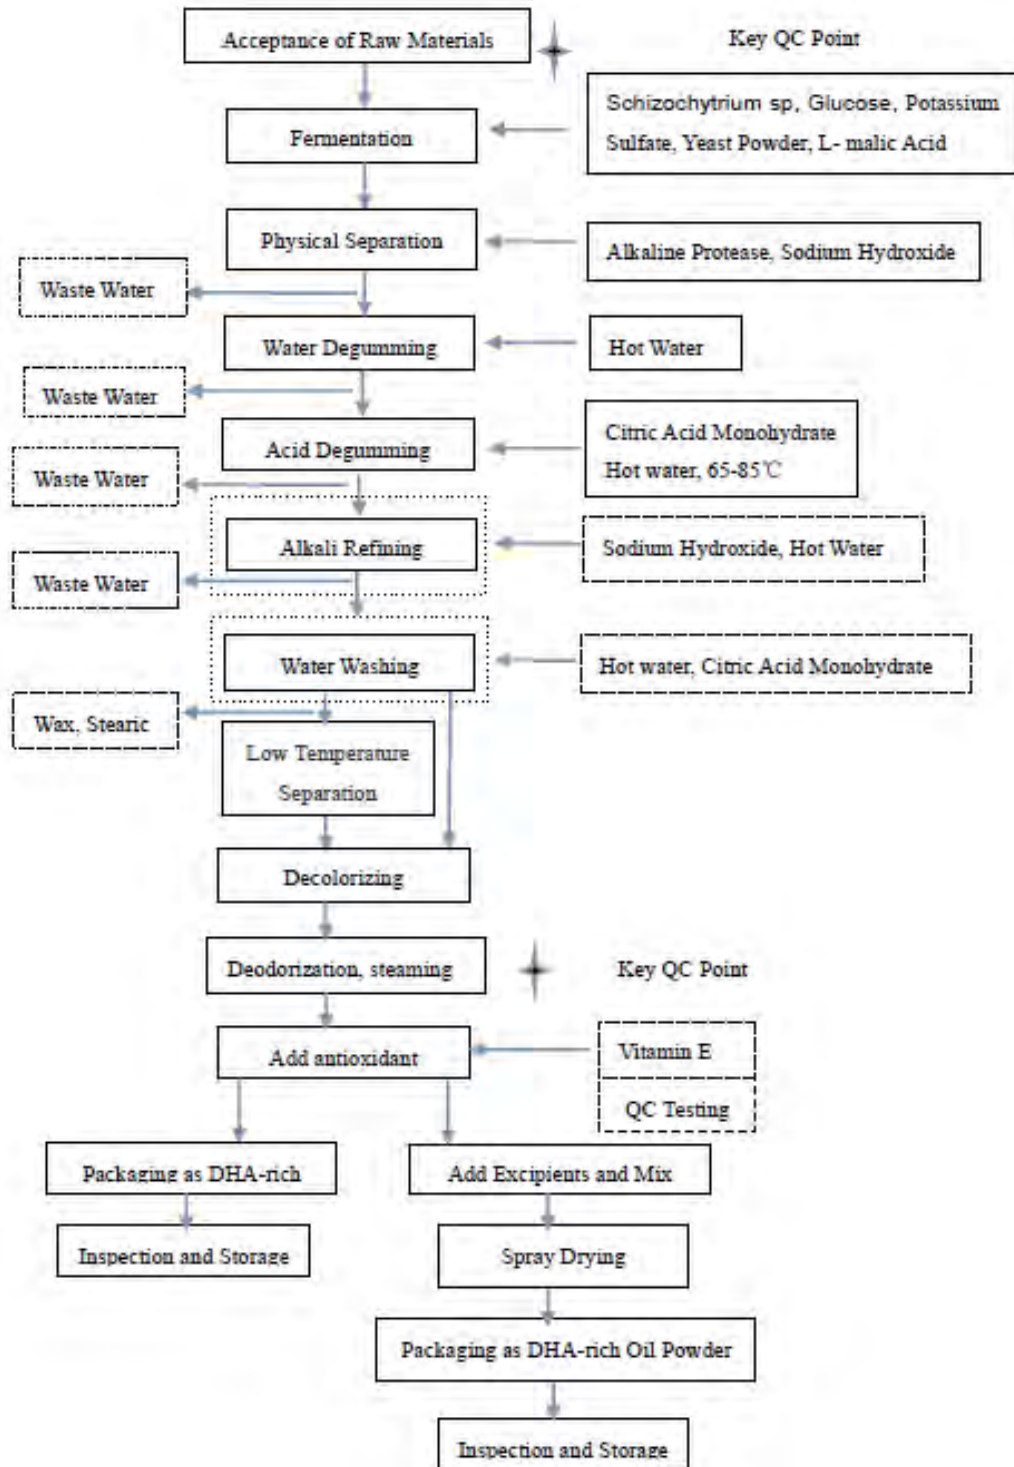 Acceptance of Raw Materials
Key QC Point
Schizochytrium sp, Glucose, Potassium
Sulfate, Yeast Powder, L- malic Acid
Fermentation
Physical Separation
Alkaline Protease, Sodium Hydroxide
Waste Water
Water Degumming
Hot Water
Waste Water
Acid Degumming
Citric Acid Monohydrate
Hot water, 65-85℃
Waste Water
Alkali Refining
Sodium Hydroxide, Hot Water
Waste Water
Water Washing
Hot water, Citric Acid Monohydrate
Wax, Stearic
Low Temperature
Separation
Decolorizing
Deodorization, steaming
Key QC Point
Add antioxidant
Vitamin E
QC Testing
Packaging as DHA-rich
Add Excipients and Mix
Inspection and Storage
Spray Drying
Packaging as DHA-rich Oil Powder
Inspection and Storage